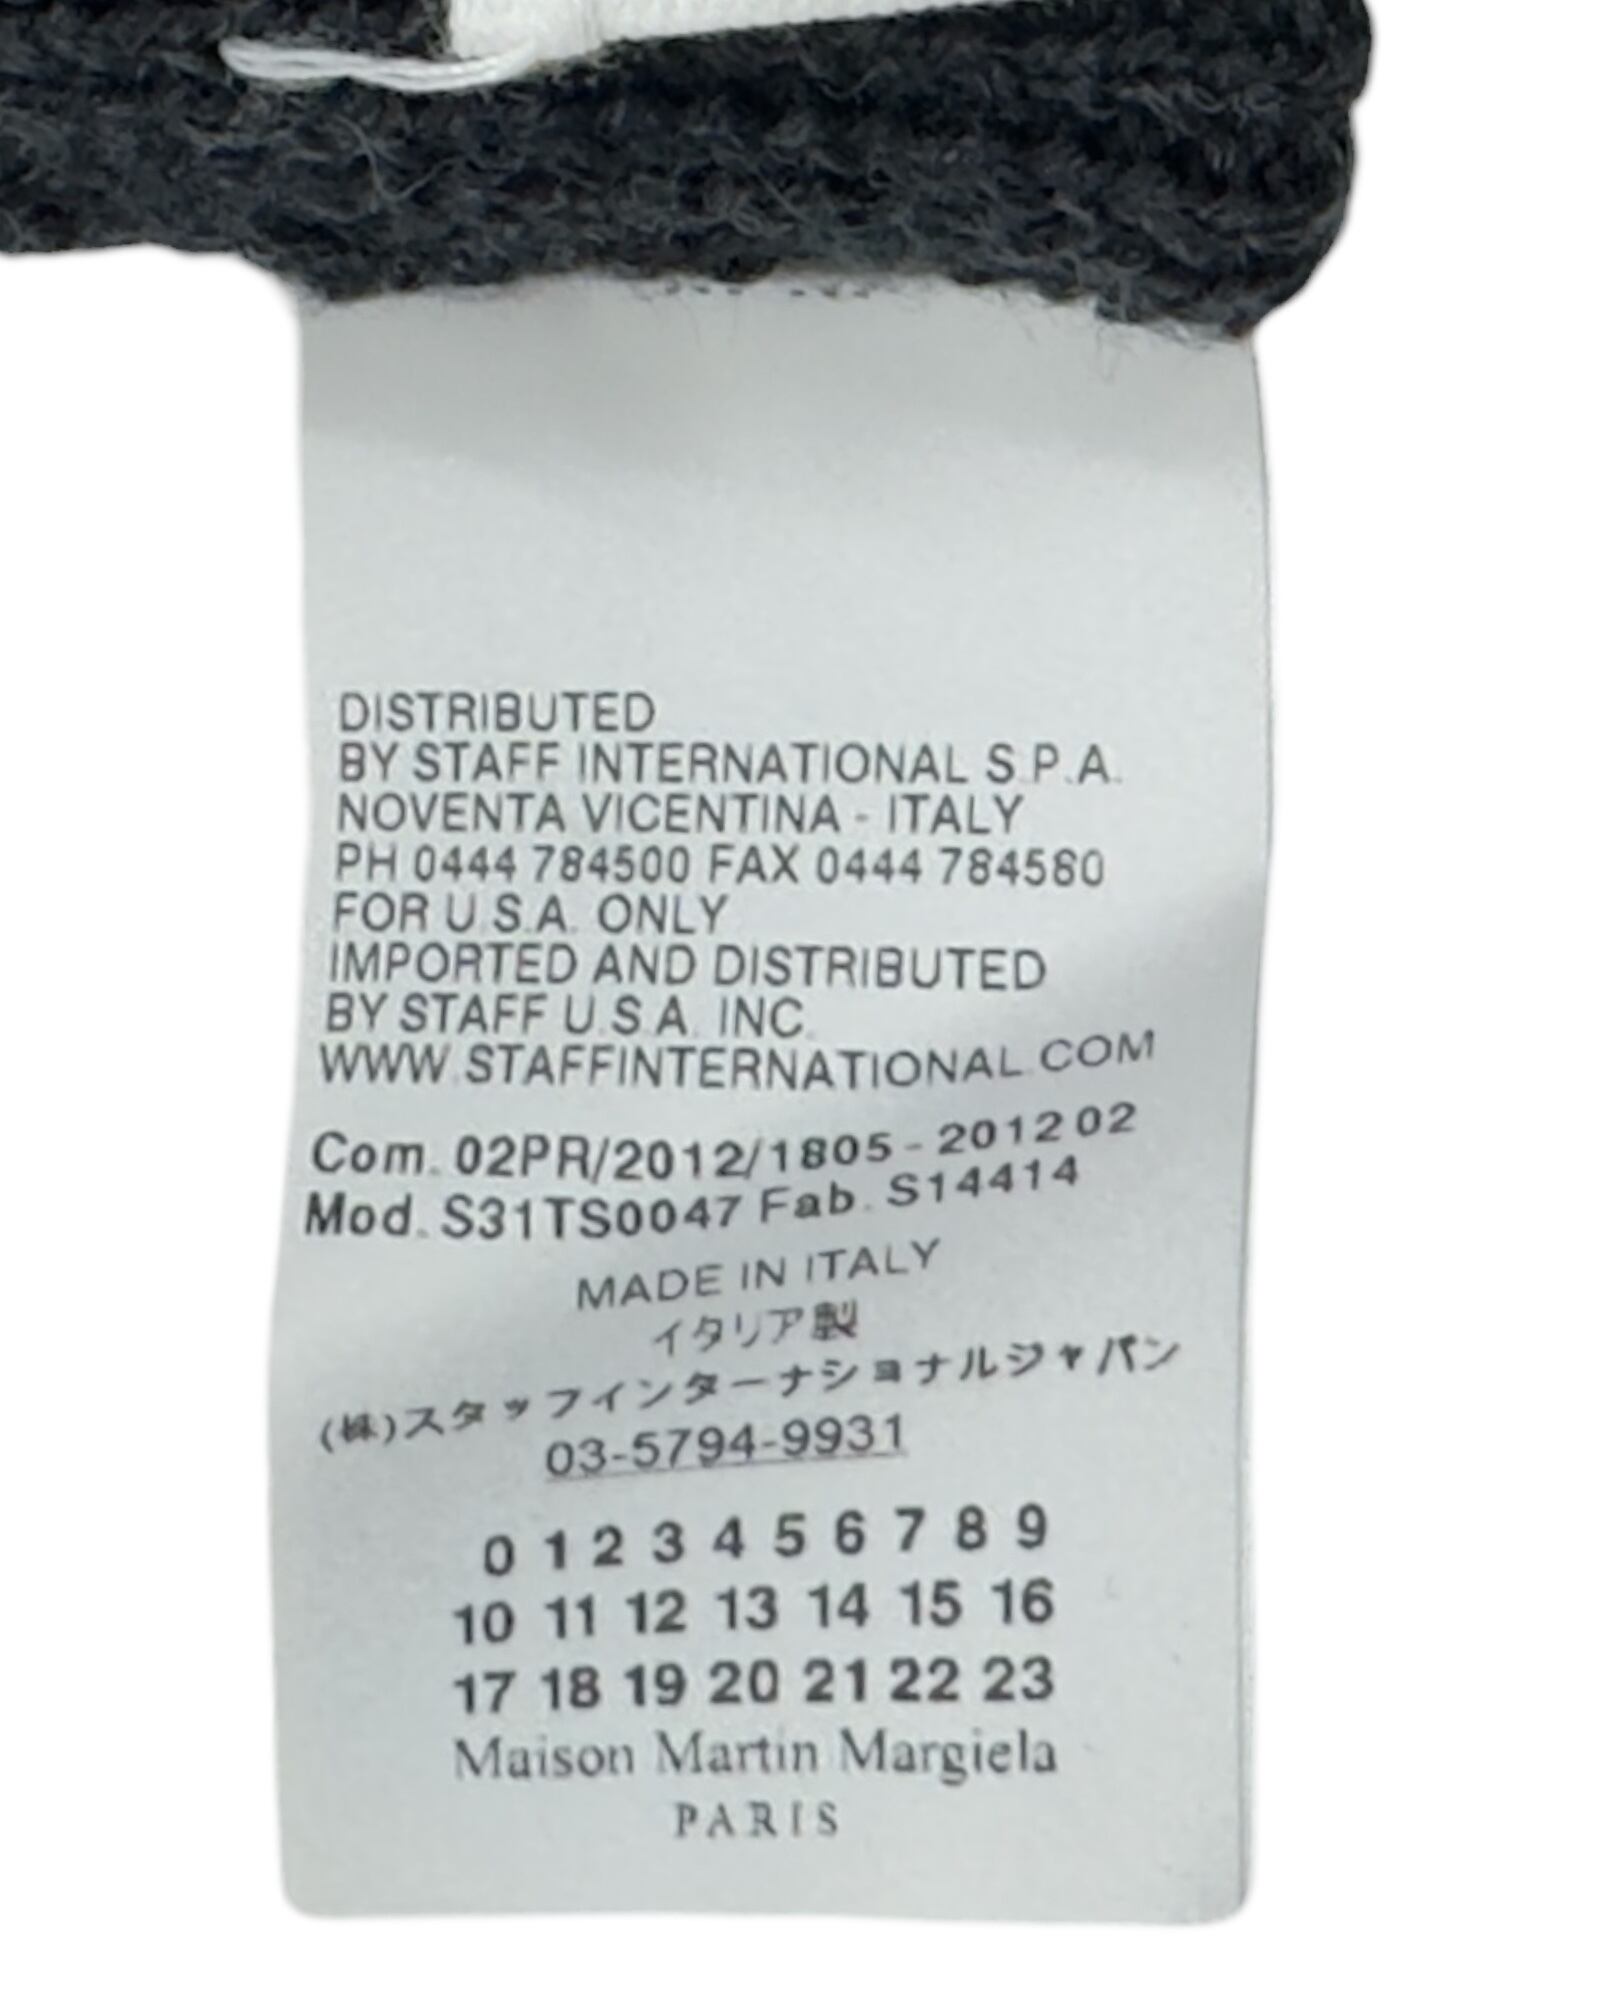 DISTRIBUTED
BY STAFF INTERNATIONAL S.P.A.
NOVENTA VICENTINA - ITALY
PH 0444 784500 FAX 0444 784580
FOR U.S.A. ONLY
IMPORTED AND DISTRIBUTED
BY STAFF U.S.A. INC.
WWW.STAFFINTERNATIONAL.COM
Com. 02PR/2012/1805 - 2012 02
Mod. S31TS0047 Fab. S14414
MADE IN ITALY
イタリア製
(株)スタッフインターナショナルジャパン
03-5794-9931
0 1 2 3 4 5 6 7 8 9
10 11 12 13 14 15 16
17 18 19 20 21 22 23
Maison Martin Margiela
PARIS